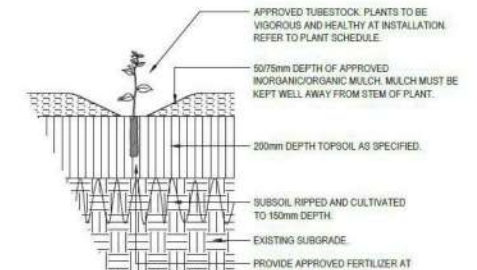 APPROVED TUBESTOCK. PLANTS TO BE
VIGOROUS AND HEALTHY AT INSTALLATION.
REFER TO PLANT SCHEDULE.
50/75mm DEPTH OF APPROVED
INORGANIC/ORGANIC MULCH. MULCH MUST BE
KEPT WELL AWAY FROM STEM OF PLANT.
200mm DEPTH TOPSOIL AS SPECIFIED.
SUBSOIL RIPPED AND CULTIVATED
TO 150mm DEPTH.
EXISTING SUBGRADE.
PROVIDE APPROVED FERTILIZER AT